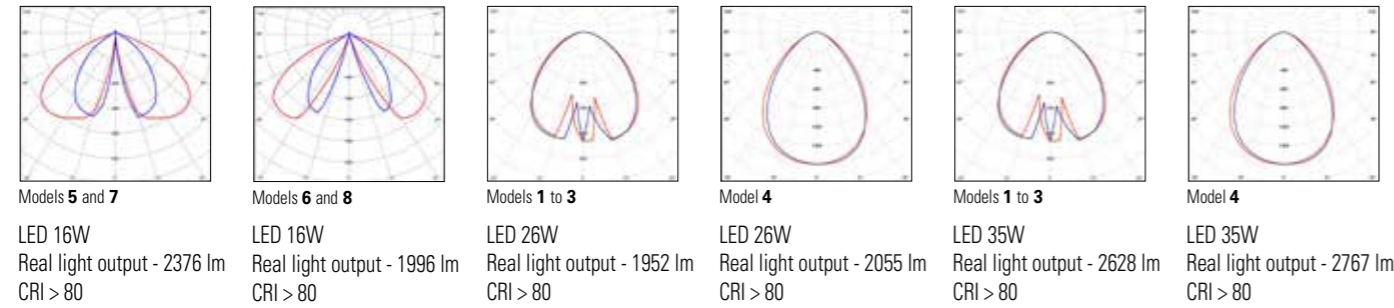 Models 5 and 7
LED 16W
Real light output - 2376 lm
CRI > 80
Models 6 and 8
LED 16W
Real light output - 1996 lm
CRI > 80
Models 1 to 3
LED 26W
Real light output - 1952 lm
CRI > 80
Model 4
LED 26W
Real light output - 2055 lm
CRI > 80
Models 1 to 3
LED 35W
Real light output - 2628 lm
CRI > 80
Model 4
LED 35W
Real light output - 2767 lm
CRI > 80